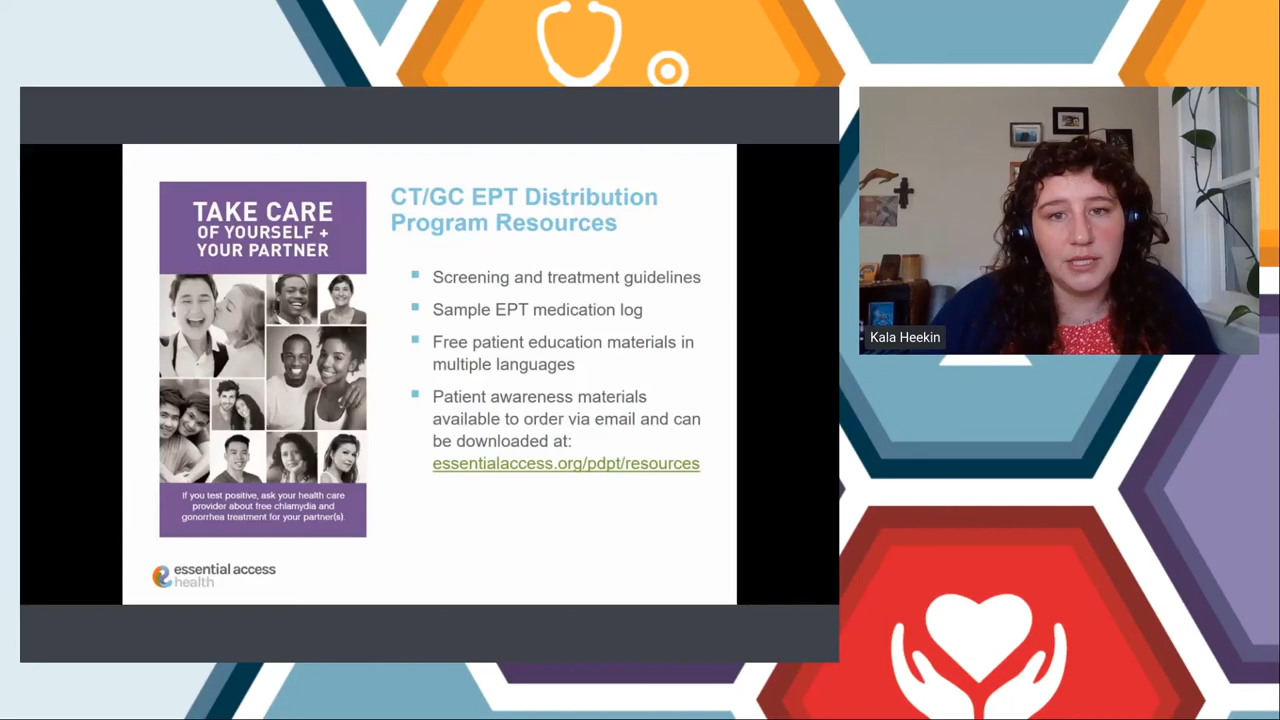 TAKE CARE
OF YOURSELF +
YOUR PARTNER
If you test positive, ask your health care
provider about free chlamydia and
gonorrhea treatment for your partner(s).
essential access
health
CT/GC EPT Distribution
Program Resources
Screening and treatment guidelines
Sample EPT medication log
Free patient education materials in
multiple languages
Patient awareness materials
available to order via email and can
be downloaded at:
essentialaccess.org/pdpt/resources
Kala Heekin